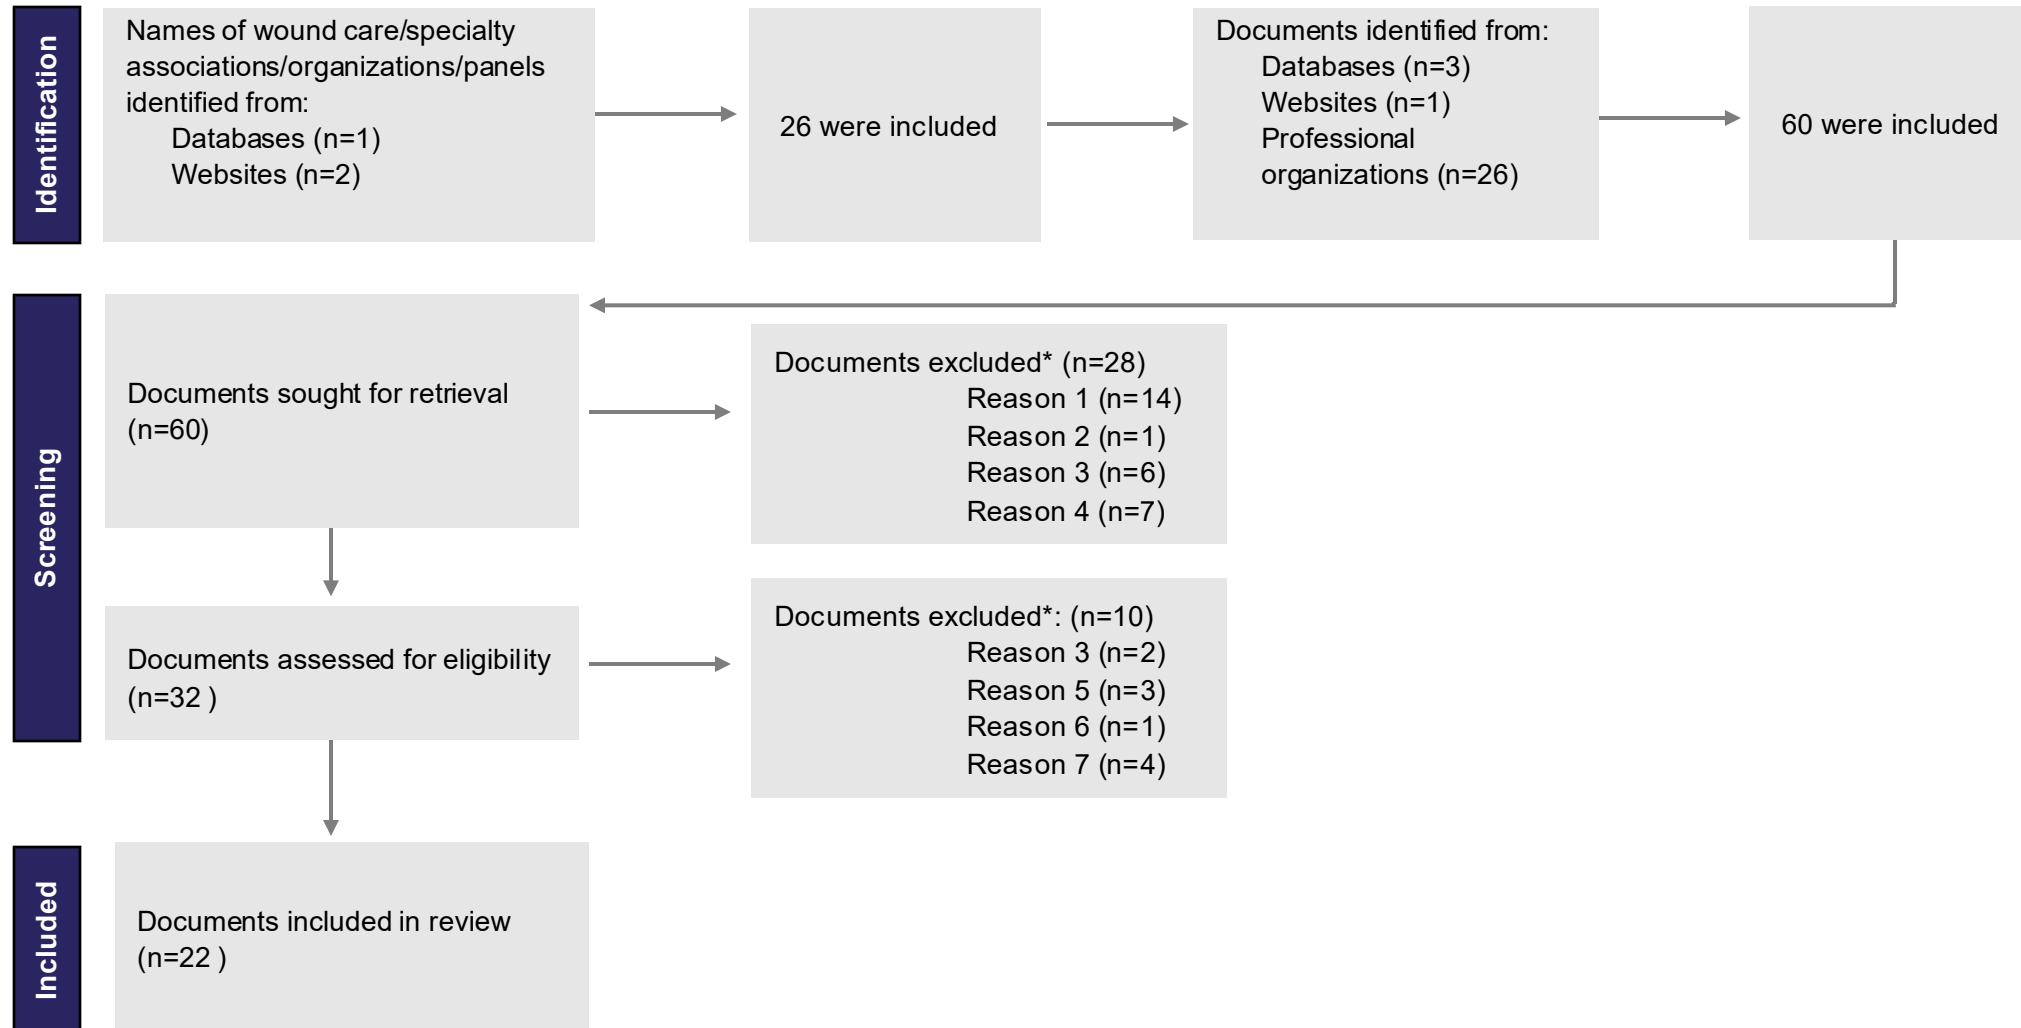 Identification
Names of wound care/specialty
associations/organizations/panels
identified from:
Databases (n=1)
Websites (n=2)
26 were included
Documents identified from:
Databases (n=3)
Websites (n=1)
Professional
organizations (n=26)
60 were included
Screening
Documents sought for retrieval
(n=60)
Documents excluded* (n=28)
Reason 1 (n=14)
Reason 2 (n=1)
Reason 3 (n=6)
Reason 4 (n=7)
Documents assessed for eligibility
(n=32 )
Documents excluded*: (n=10)
Reason 3 (n=2)
Reason 5 (n=3)
Reason 6 (n=1)
Reason 7 (n=4)
Included
Documents included in review
(n=22 )